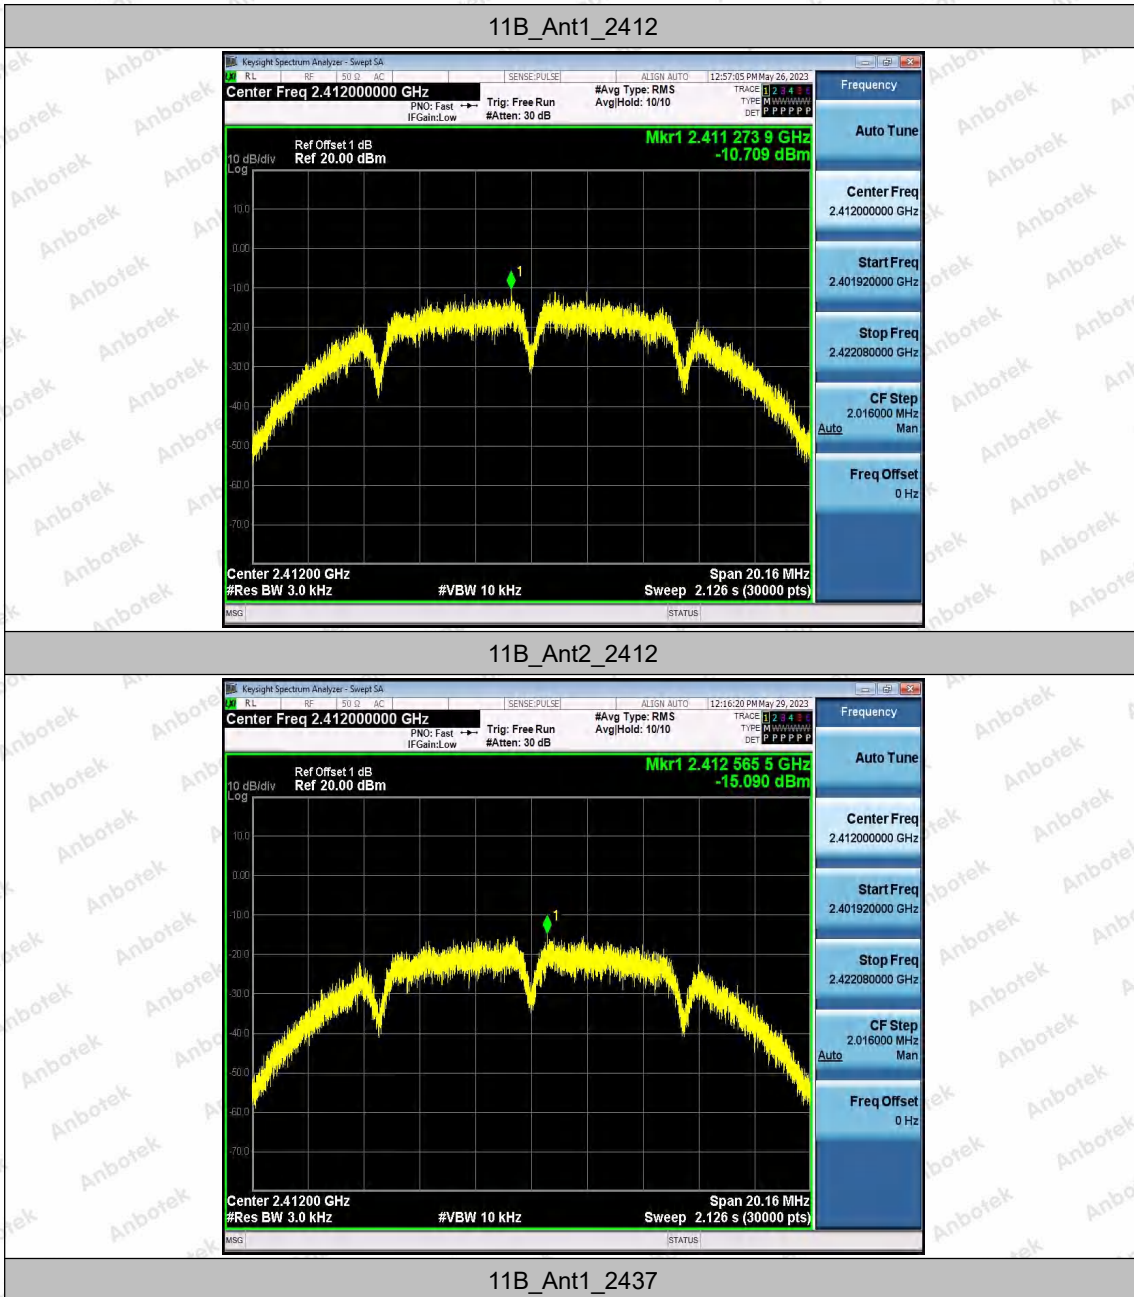 11B_Ant1_2412
Keysight Spectrum Analyzer - Swept SA
RL RF 50 Ω AC SENSE:PULSE ALIGN AUTO 12:57:05 PM May 26, 2023
Center Freq 2.412000000 GHz
PNO: Fast
IFGain:Low
Trig: Free Run
#Atten: 30 dB
#Avg Type: RMS
Avg|Hold: 10/10
TRACE 1 2 3 4 5 6
TYPE M WWWWW
DET P P P P P P
Frequency
Auto Tune
Center Freq
2.412000000 GHz
Start Freq
2.401920000 GHz
Stop Freq
2.422080000 GHz
CF Step
2.016000 MHz
Auto Man
Freq Offset
0 Hz
Mkr1 2.411 273 9 GHz
-10.709 dBm
Ref Offset 1 dB
10 dB/div Ref 20.00 dBm
Log
10.0
0.00
-10.0
-20.0
-30.0
-40.0
-50.0
-60.0
-70.0
1
Center 2.41200 GHz Span 20.16 MHz
#Res BW 3.0 kHz #VBW 10 kHz Sweep 2.126 s (30000 pts)
MSG STATUS
11B_Ant2_2412
Keysight Spectrum Analyzer - Swept SA
RL RF 50 Ω AC SENSE:PULSE ALIGN AUTO 12:16:20 PM May 29, 2023
Center Freq 2.412000000 GHz
PNO: Fast
IFGain:Low
Trig: Free Run
#Atten: 30 dB
#Avg Type: RMS
Avg|Hold: 10/10
TRACE 1 2 3 4 5 6
TYPE M WWWWW
DET P P P P P P
Frequency
Auto Tune
Center Freq
2.412000000 GHz
Start Freq
2.401920000 GHz
Stop Freq
2.422080000 GHz
CF Step
2.016000 MHz
Auto Man
Freq Offset
0 Hz
Mkr1 2.412 565 5 GHz
-15.090 dBm
Ref Offset 1 dB
10 dB/div Ref 20.00 dBm
Log
10.0
0.00
-10.0
-20.0
-30.0
-40.0
-50.0
-60.0
-70.0
1
Center 2.41200 GHz Span 20.16 MHz
#Res BW 3.0 kHz #VBW 10 kHz Sweep 2.126 s (30000 pts)
MSG STATUS
11B_Ant1_2437